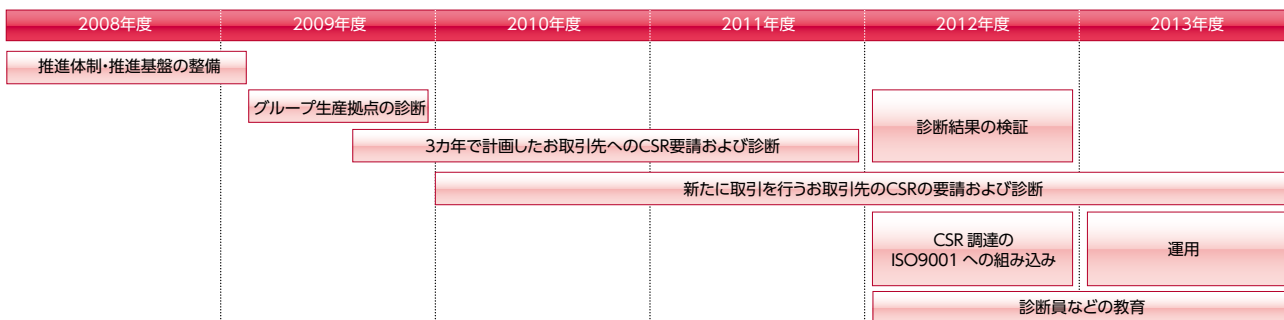 2008年度 2009年度 2010年度 2011年度 2012年度 2013年度
推進体制・推進基盤の整備
グループ生産拠点の診断
診断結果の検証
3カ年で計画したお取引先へのCSR要請および診断
新たに取引を行うお取引先のCSRの要請および診断
CSR 調達の
ISO9001 への組み込み
運用
診断員などの教育